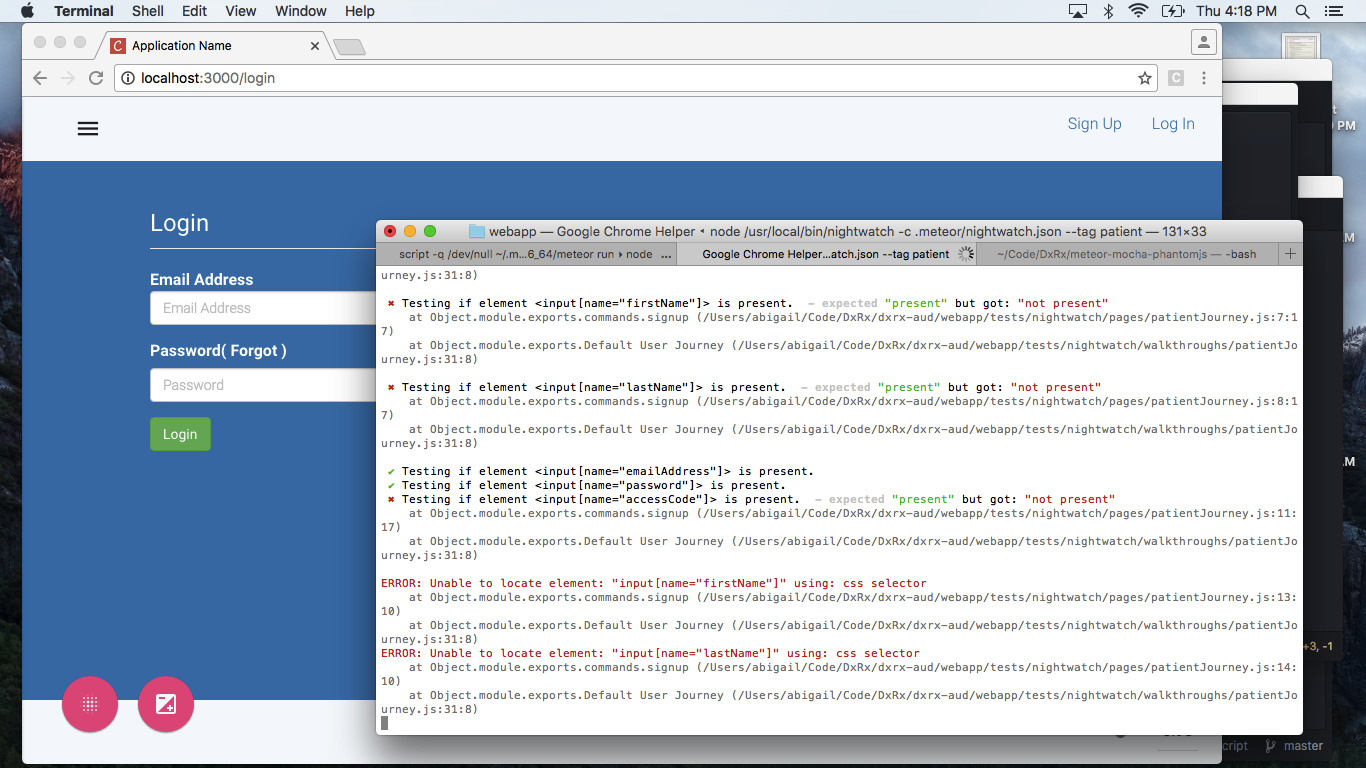 Terminal Shell Edit View Window Help Thu 4:18 PM
Application Name
localhost:3000/login
Sign Up Log In
Login
Email Address
Email Address
Password( Forgot )
Password
Login
webapp — Google Chrome Helper ◂ node /usr/local/bin/nightwatch -c .meteor/nightwatch.json --tag patient — 131×33
script -q /dev/null ~/.m...6_64/meteor run ▸ node ... Google Chrome Helper...atch.json --tag patient ~/Code/DxRx/meteor-mocha-phantomjs — -bash
urney.js:31:8)
✖ Testing if element <input[name="firstName"]> is present. – expected "present" but got: "not present"
at Object.module.exports.commands.signup (/Users/abigail/Code/DxRx/dxrx-aud/webapp/tests/nightwatch/pages/patientJourney.js:7:1
7)
at Object.module.exports.Default User Journey (/Users/abigail/Code/DxRx/dxrx-aud/webapp/tests/nightwatch/walkthroughs/patientJo
urney.js:31:8)
✖ Testing if element <input[name="lastName"]> is present. – expected "present" but got: "not present"
at Object.module.exports.commands.signup (/Users/abigail/Code/DxRx/dxrx-aud/webapp/tests/nightwatch/pages/patientJourney.js:8:1
7)
at Object.module.exports.Default User Journey (/Users/abigail/Code/DxRx/dxrx-aud/webapp/tests/nightwatch/walkthroughs/patientJo
urney.js:31:8)
✔ Testing if element <input[name="emailAddress"]> is present.
✔ Testing if element <input[name="password"]> is present.
✖ Testing if element <input[name="accessCode"]> is present. – expected "present" but got: "not present"
at Object.module.exports.commands.signup (/Users/abigail/Code/DxRx/dxrx-aud/webapp/tests/nightwatch/pages/patientJourney.js:11:
17)
at Object.module.exports.Default User Journey (/Users/abigail/Code/DxRx/dxrx-aud/webapp/tests/nightwatch/walkthroughs/patientJo
urney.js:31:8)
ERROR: Unable to locate element: "input[name="firstName"]" using: css selector
at Object.module.exports.commands.signup (/Users/abigail/Code/DxRx/dxrx-aud/webapp/tests/nightwatch/pages/patientJourney.js:13:
10)
at Object.module.exports.Default User Journey (/Users/abigail/Code/DxRx/dxrx-aud/webapp/tests/nightwatch/walkthroughs/patientJo
urney.js:31:8)
ERROR: Unable to locate element: "input[name="lastName"]" using: css selector
at Object.module.exports.commands.signup (/Users/abigail/Code/DxRx/dxrx-aud/webapp/tests/nightwatch/pages/patientJourney.js:14:
10)
at Object.module.exports.Default User Journey (/Users/abigail/Code/DxRx/dxrx-aud/webapp/tests/nightwatch/walkthroughs/patientJo
urney.js:31:8)
PM
+3, -1
cript master